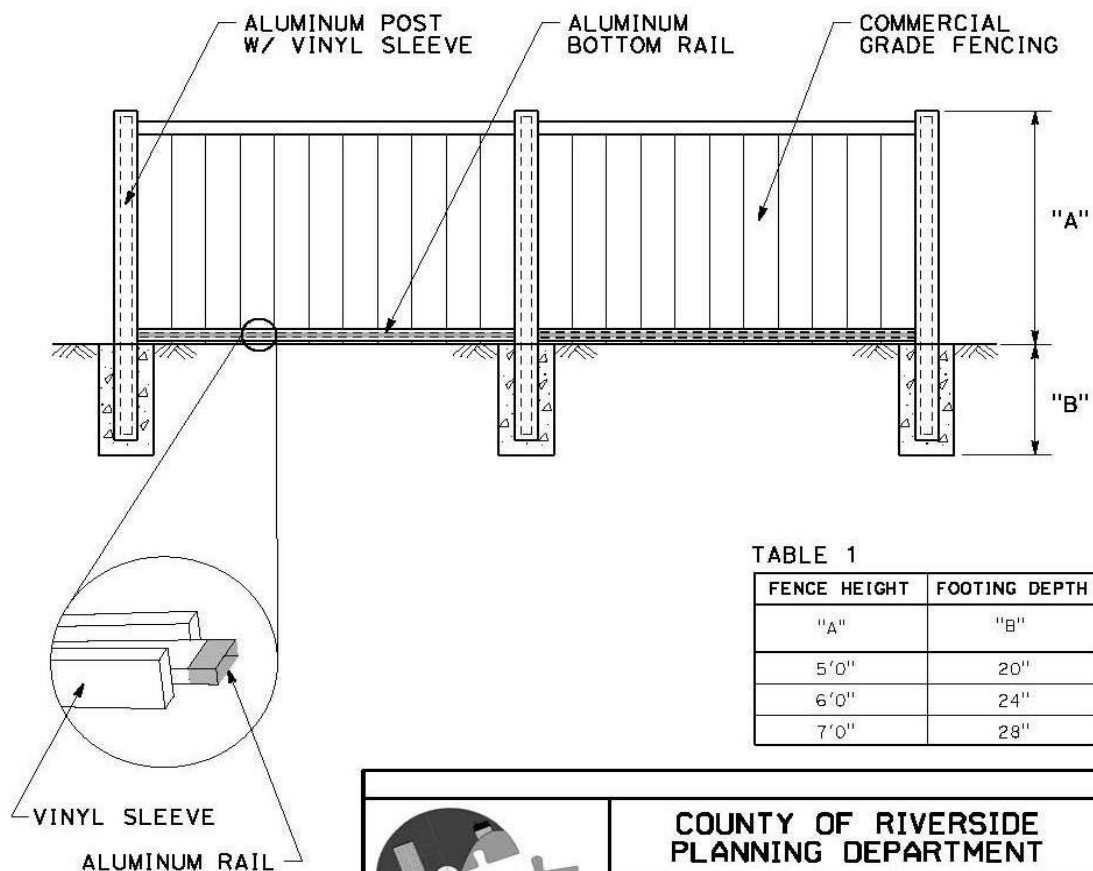 ALUMINUM POST
W/ VINYL SLEEVE
ALUMINUM
BOTTOM RAIL
COMMERCIAL
GRADE FENCING
"A"
"B"
TABLE 1
FENCE HEIGHT FOOTING DEPTH
"A" "B"
5'0" 20"
6'0" 24"
7'0" 28"
VINYL SLEEVE
ALUMINUM RAIL
COUNTY OF RIVERSIDE
PLANNING DEPARTMENT